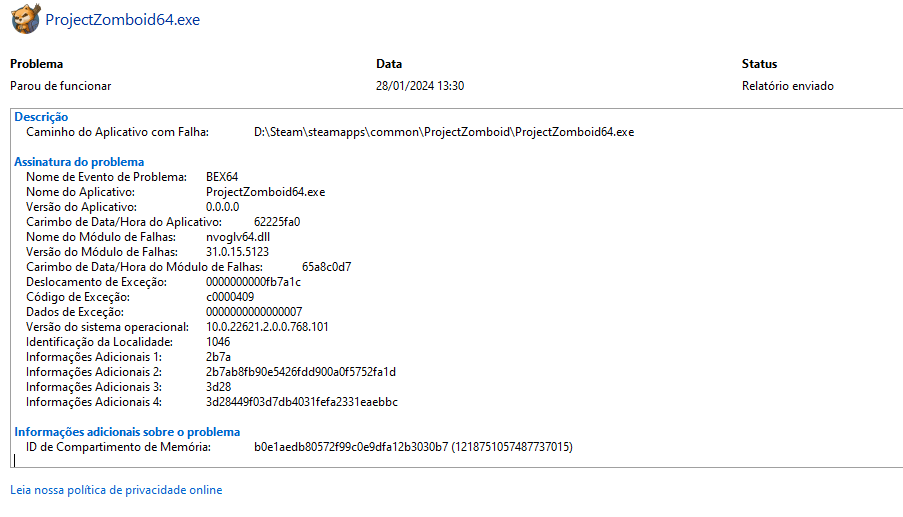 ProjectZomboid64.exe
Problema Data Status
Parou de funcionar 28/01/2024 13:30 Relatório enviado
Descrição
Caminho do Aplicativo com Falha: D:\Steam\steamapps\common\ProjectZomboid\ProjectZomboid64.exe
Assinatura do problema
Nome de Evento de Problema: BEX64
Nome do Aplicativo: ProjectZomboid64.exe
Versão do Aplicativo: 0.0.0.0
Carimbo de Data/Hora do Aplicativo: 62225fa0
Nome do Módulo de Falhas: nvoglv64.dll
Versão do Módulo de Falhas: 31.0.15.5123
Carimbo de Data/Hora do Módulo de Falhas: 65a8c0d7
Deslocamento de Exceção: 0000000000fb7a1c
Código de Exceção: c0000409
Dados de Exceção: 0000000000000007
Versão do sistema operacional: 10.0.22621.2.0.0.768.101
Identificação da Localidade: 1046
Informações Adicionais 1: 2b7a
Informações Adicionais 2: 2b7ab8fb90e5426fdd900a0f5752fa1d
Informações Adicionais 3: 3d28
Informações Adicionais 4: 3d28449f03d7db4031fefa2331eaebbc
Informações adicionais sobre o problema
ID de Compartimento de Memória: b0e1aedb80572f99c0e9dfa12b3030b7 (1218751057487737015)
Leia nossa política de privacidade online